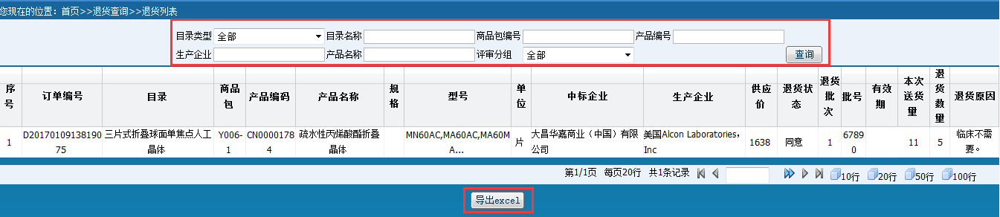 您现在的位置：首页>>退货查询>>退货列表
目录类型 全部 目录名称 商品包编号 产品编号
生产企业 产品名称 评审分组 全部 查询
序号 订单编号 目录 商品包 产品编码 产品名称 规格 型号 单位 中标企业 生产企业 供应价 退货状态 退货批次 批号 有效期 本次送货量 退货数量 退货原因
1 D2017010913819075 三片式折叠球面单焦点人工晶体 Y006-1 CN00001784 疏水性丙烯酸酯折叠晶体 MN60AC,MA60AC,MA60MA... 片 大昌华嘉商业（中国）有限公司 美国Alcon Laboratories，Inc 1638 同意 1 67890 11 5 临床不需要。
第1/1页 每页20行 共1条记录 10行 20行 50行 100行
导出excel